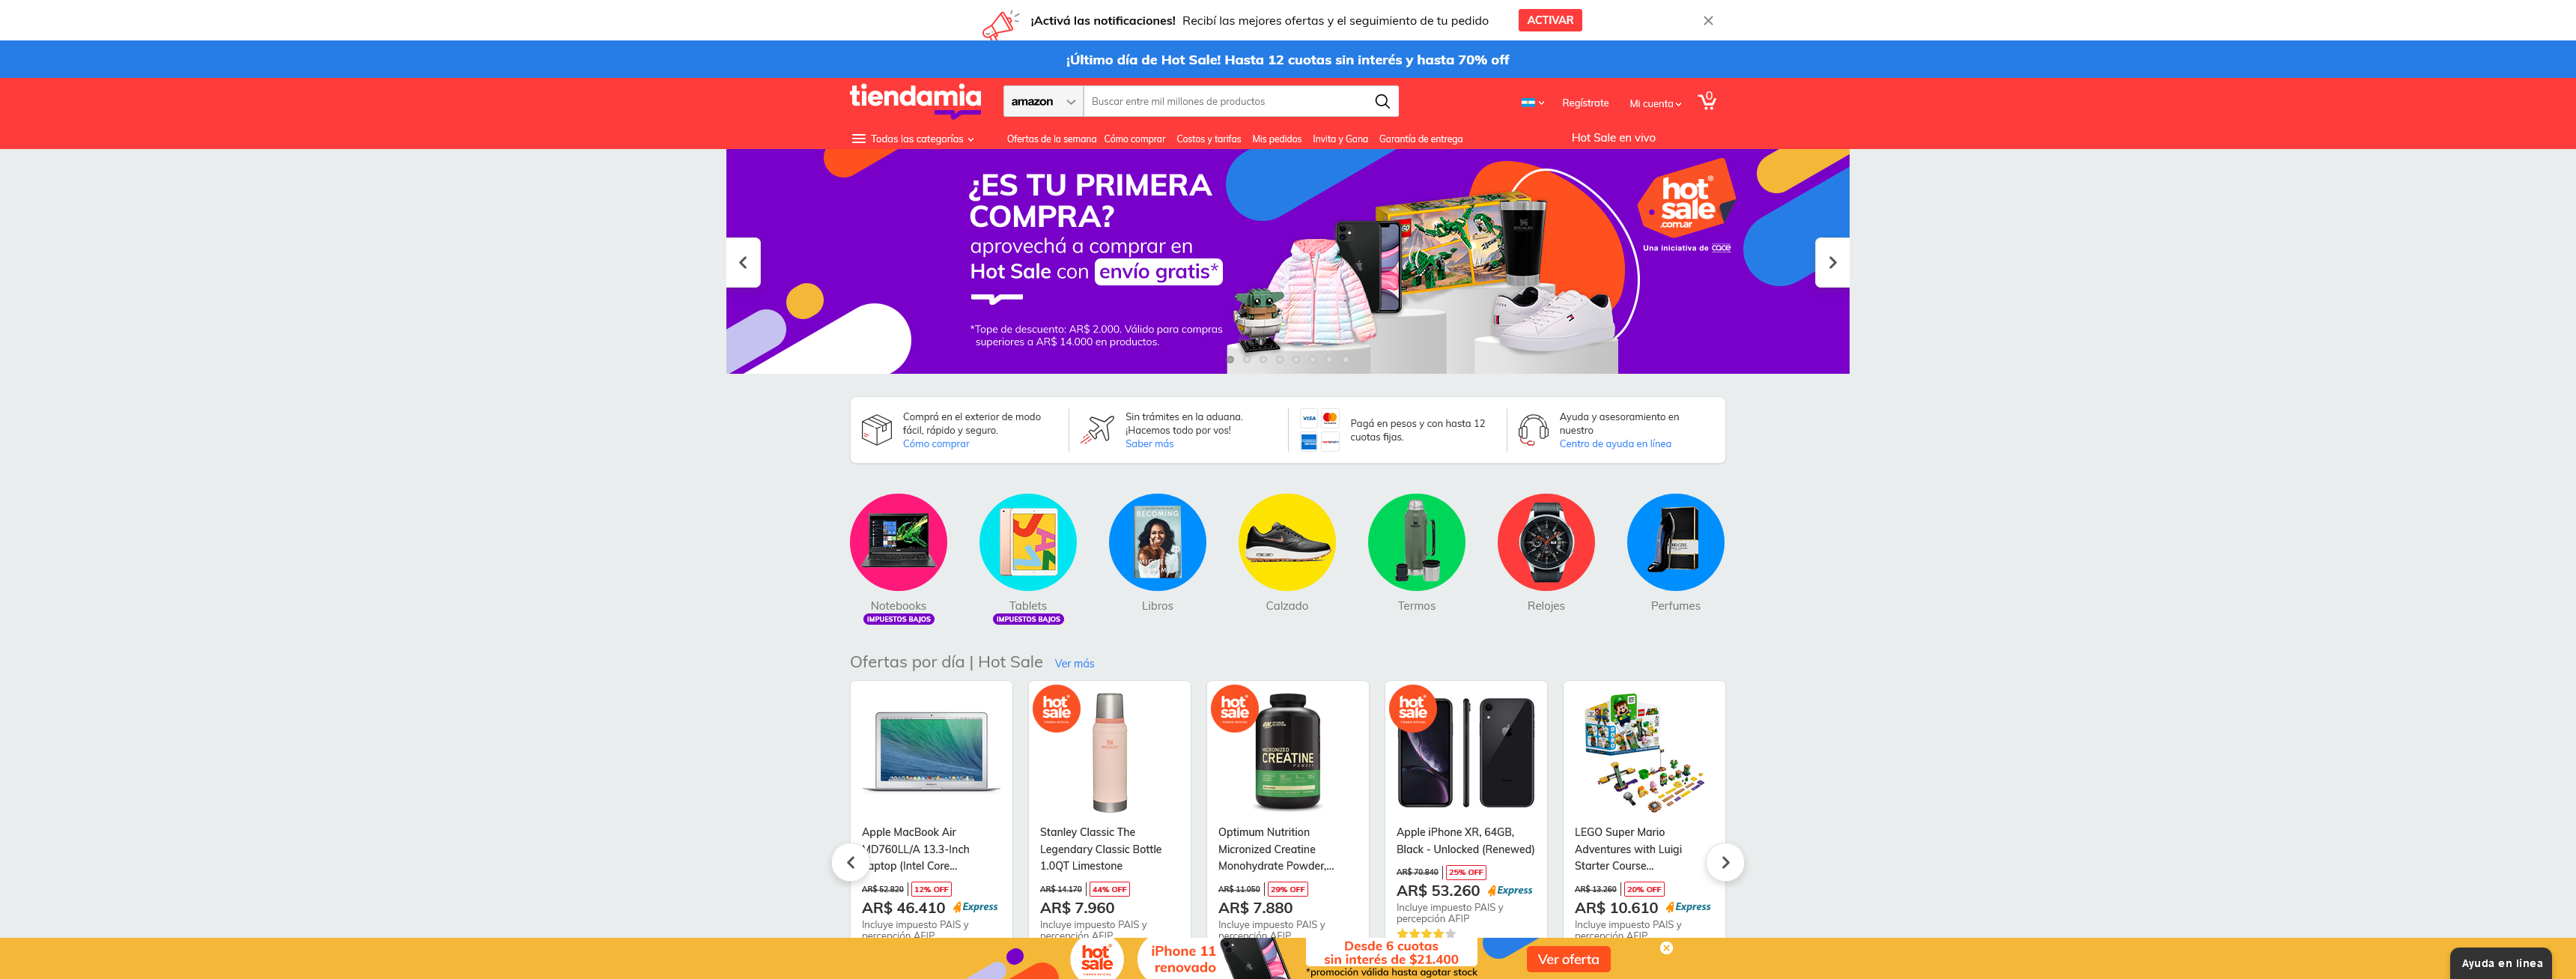 ¡Activá las notificaciones! Recibí las mejores ofertas y el seguimiento de tu pedido ACTIVAR
¡Último día de Hot Sale! Hasta 12 cuotas sin interés y hasta 70% off
tiendamia amazon Buscar entre mil millones de productos Regístrate Mi cuenta 0
Todas las categorías Ofertas de la semana Cómo comprar Costos y tarifas Mis pedidos Invita y Gana Garantía de entrega Hot Sale en vivo
¿ES TU PRIMERA
COMPRA?
aprovechá a comprar en
Hot Sale con envío gratis*
*Tope de descuento: AR$ 2.000. Válido para compras
superiores a AR$ 14.000 en productos.
hot
sale
.com.ar
Una iniciativa de cace
Comprá en el exterior de modo
fácil, rápido y seguro.
Cómo comprar
Sin trámites en la aduana.
¡Hacemos todo por vos!
Saber más
VISA
Pagá en pesos y con hasta 12
cuotas fijas.
Ayuda y asesoramiento en
nuestro
Centro de ayuda en línea
BECOMING
Notebooks Tablets Libros Calzado Termos Relojes Perfumes
IMPUESTOS BAJOS IMPUESTOS BAJOS
Ofertas por día | Hot Sale Ver más
Apple MacBook Air
MD760LL/A 13.3-Inch
Laptop (Intel Core...
AR$ 52.820 12% OFF
AR$ 46.410 Express
Incluye impuesto PAIS y
percepción AFIP
hot
sale
Stanley Classic The
Legendary Classic Bottle
1.0QT Limestone
AR$ 14.170 44% OFF
AR$ 7.960
Incluye impuesto PAIS y
percepción AFIP
hot
sale
MICRONIZED
CREATINE
POWDER
Optimum Nutrition
Micronized Creatine
Monohydrate Powder,...
AR$ 11.050 29% OFF
AR$ 7.880
Incluye impuesto PAIS y
percepción AFIP
hot
sale
Apple iPhone XR, 64GB,
Black - Unlocked (Renewed)
AR$ 70.840 25% OFF
AR$ 53.260 Express
Incluye impuesto PAIS y
percepción AFIP
LEGO Super Mario
Adventures with Luigi
Starter Course...
AR$ 13.260 20% OFF
AR$ 10.610 Express
Incluye impuesto PAIS y
percepción AFIP
hot
sale
iPhone 11
renovado
Desde 6 cuotas
sin interés de $21.400
*promoción válida hasta agotar stock
Ver oferta
Ayuda en línea